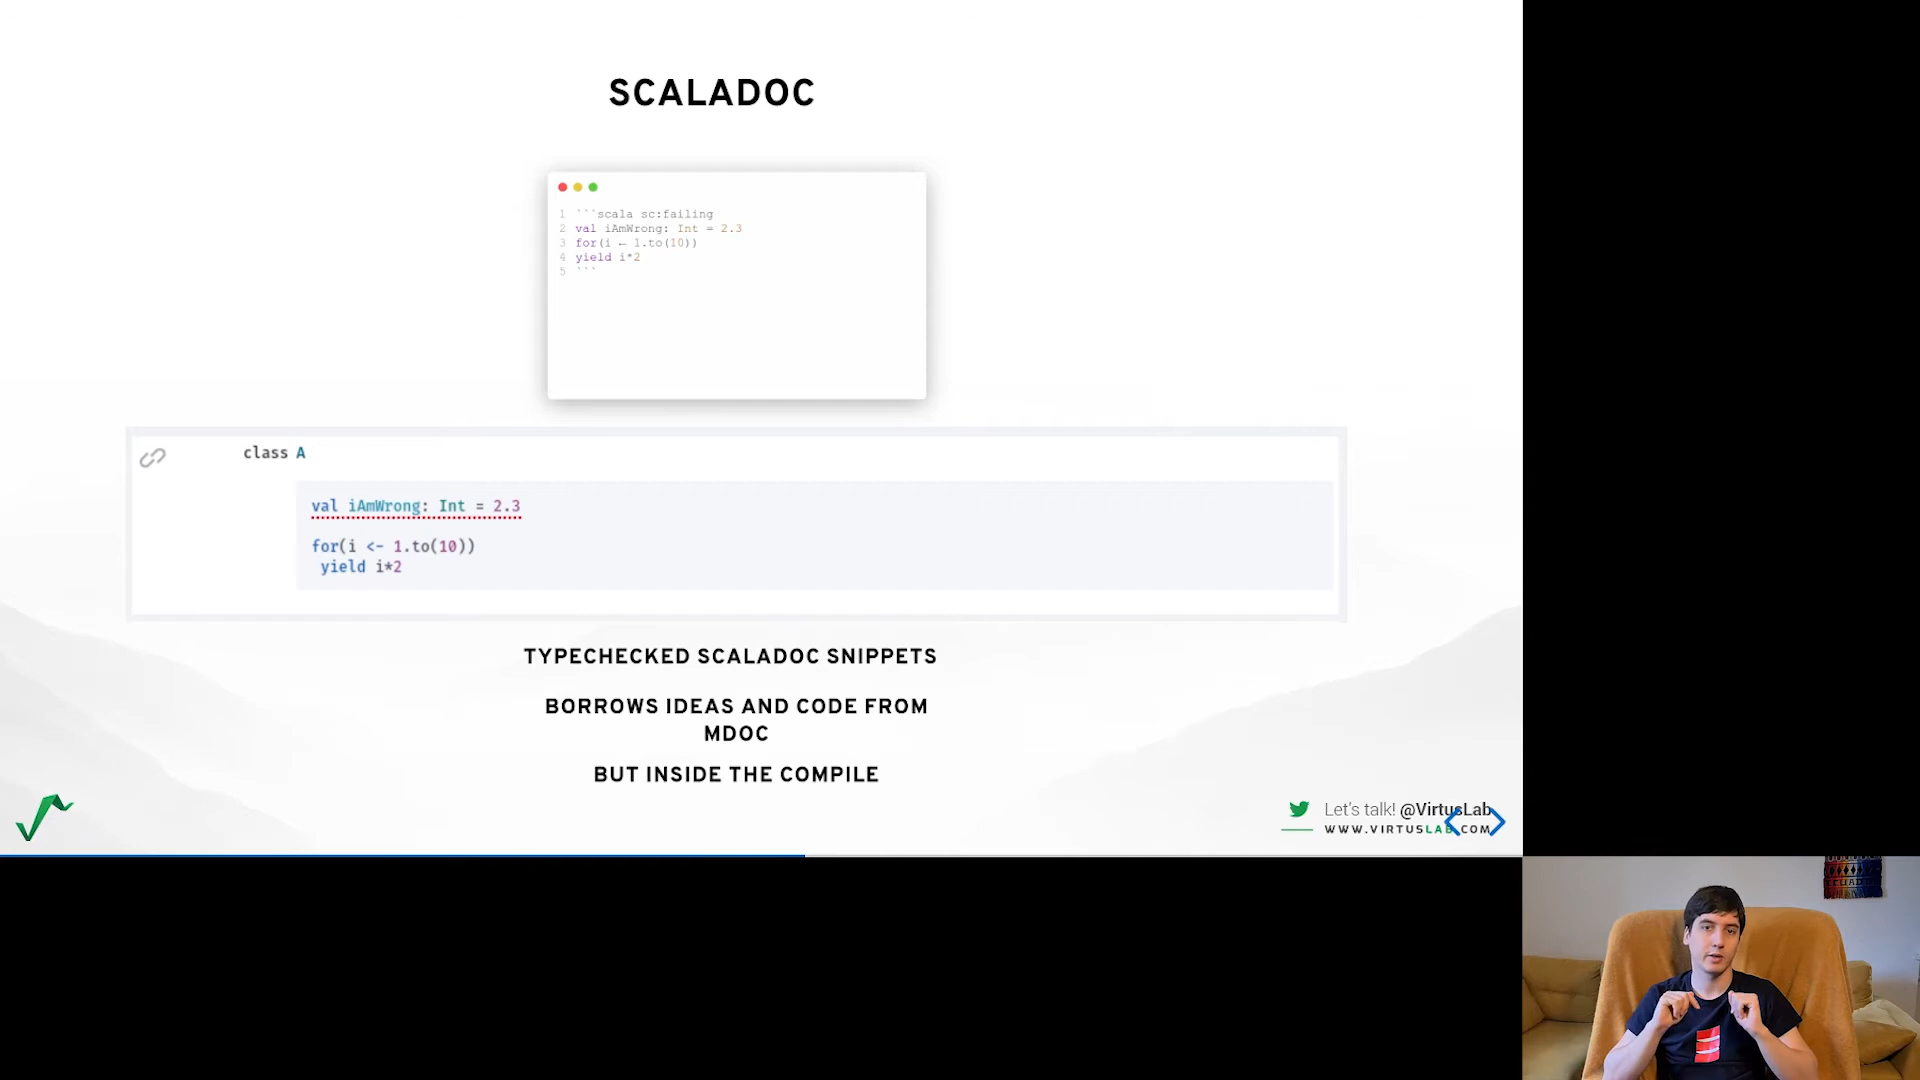 SCALADOC
1 ```scala sc:failing
2 val iAmWrong: Int = 2.3
3 for(i ← 1.to(10))
4 yield i*2
5 ```
class A
val iAmWrong: Int = 2.3
for(i <- 1.to(10))
yield i*2
TYPECHECKED SCALADOC SNIPPETS
BORROWS IDEAS AND CODE FROM
MDOC
BUT INSIDE THE COMPILE
Let's talk! @VirtusLab
WWW.VIRTUSLAB.COM